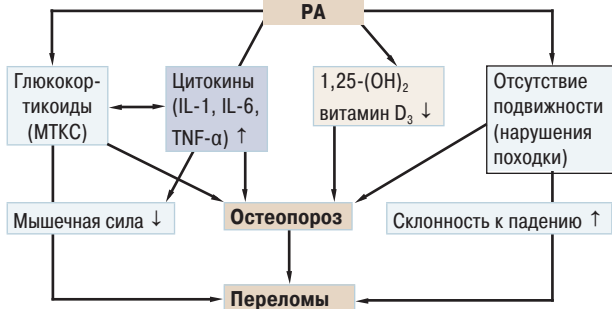 РА
Глюкокор-
тикоиды
(МТКС)
Цитокины
(IL-1, IL-6,
TNF-α) ↑
1,25-(OH)₂
витамин D₃ ↓
Отсутствие
подвижности
(нарушения
походки)
Мышечная сила ↓
Остеопороз
Склонность к падению ↑
Переломы